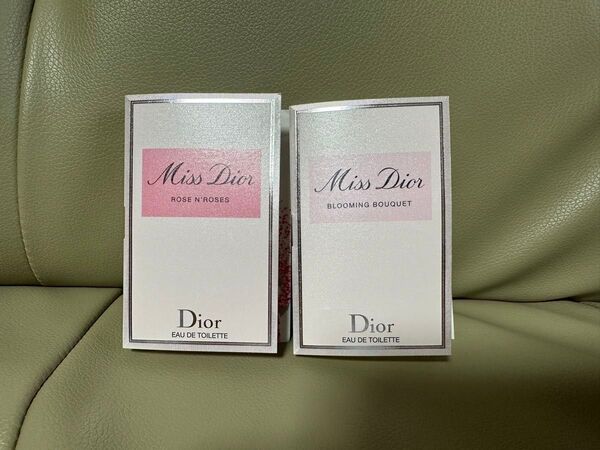 Miss Dior
ROSE N'ROSES
Dior
EAU DE TOILETTE
Miss Dior
BLOOMING BOUQUET
Dior
EAU DE TOILETTE